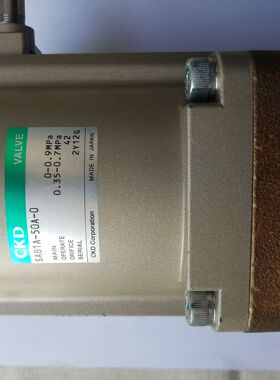 CKD VALVE
SAB1A-50A-0
MAIN 0-0.9MPa
OPERATE 0.35-0.7MPa
ORIFICE 42
SERIAL 2Y12G
CKD Corporation MADE IN JAPAN